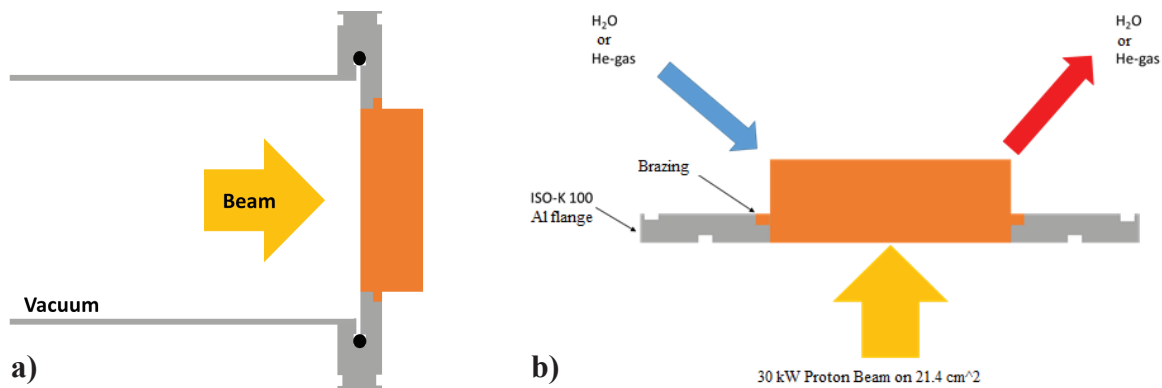 Beam
Vacuum
a)
H₂O
or
He-gas
H₂O
or
He-gas
Brazing
ISO-K 100
Al flange
30 kW Proton Beam on 21.4 cm^2
b)